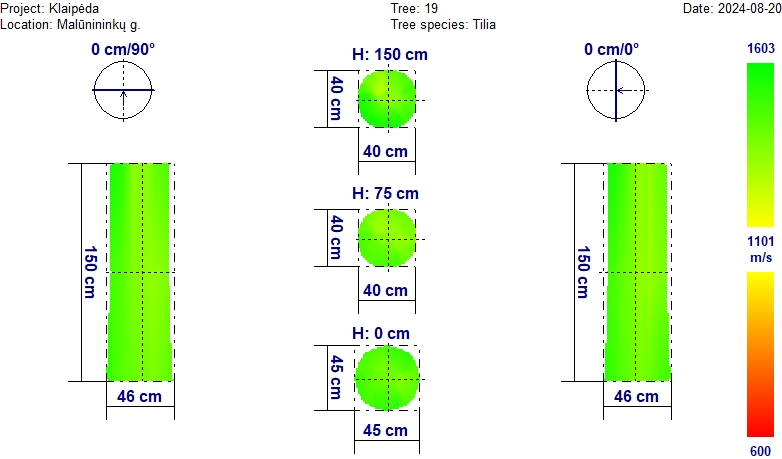 Project: Klaipėda Tree: 19 Date: 2024-08-20
Location: Malūnininkų g. Tree species: Tilia
0 cm/90° H: 150 cm 0 cm/0° 1603
40 cm
40 cm
H: 75 cm
40 cm
40 cm
150 cm 150 cm 1101
m/s
H: 0 cm
45 cm
46 cm 45 cm 46 cm
600